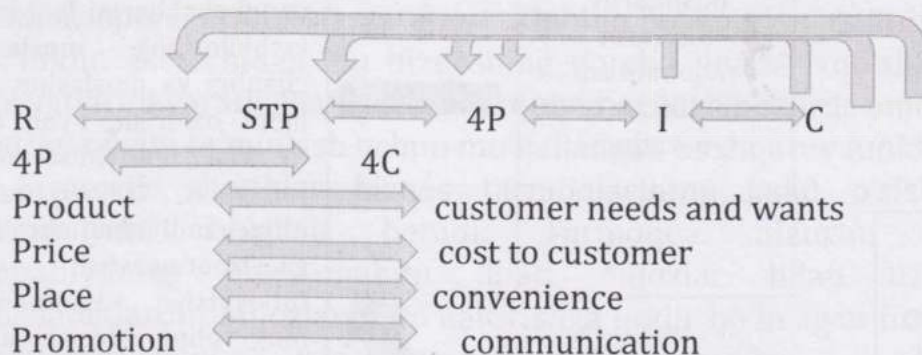 R STP 4P I C
4P 4C
Product customer needs and wants
Price cost to customer
Place convenience
Promotion communication